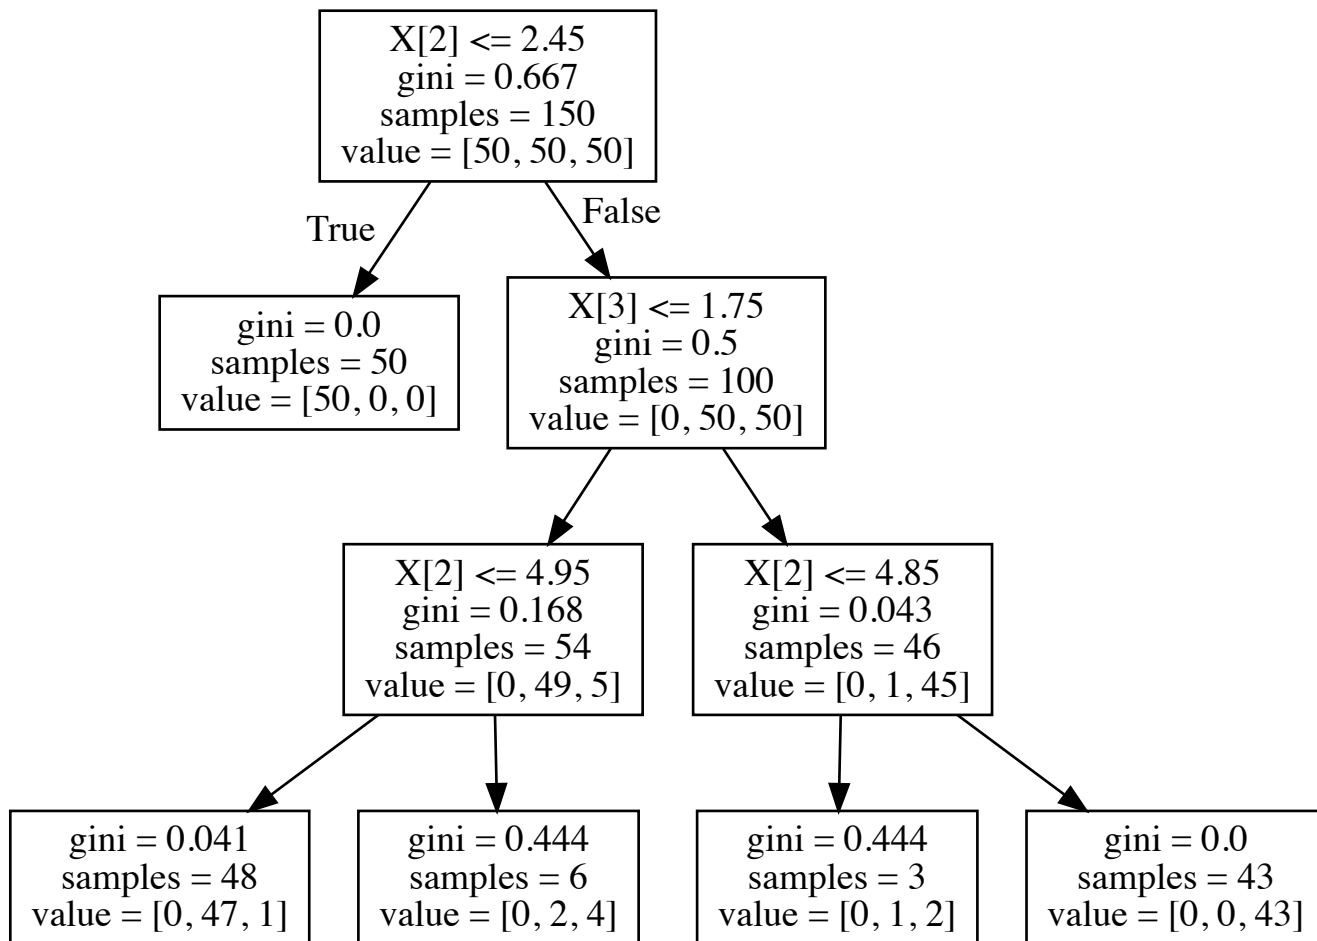 X[2] <= 2.45
gini = 0.667
samples = 150
value = [50, 50, 50]
True
False
gini = 0.0
samples = 50
value = [50, 0, 0]
X[3] <= 1.75
gini = 0.5
samples = 100
value = [0, 50, 50]
X[2] <= 4.95
gini = 0.168
samples = 54
value = [0, 49, 5]
X[2] <= 4.85
gini = 0.043
samples = 46
value = [0, 1, 45]
gini = 0.041
samples = 48
value = [0, 47, 1]
gini = 0.444
samples = 6
value = [0, 2, 4]
gini = 0.444
samples = 3
value = [0, 1, 2]
gini = 0.0
samples = 43
value = [0, 0, 43]